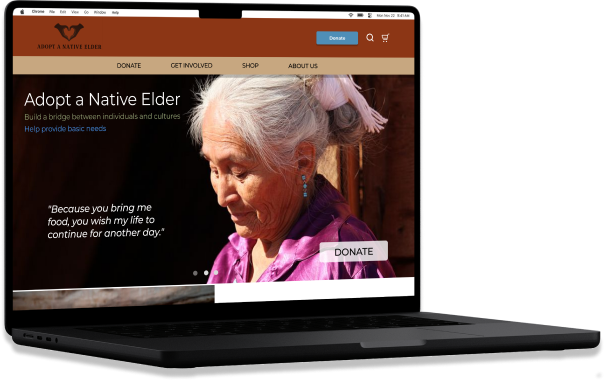 Chrome File Edit View Go Window Help
Mon Nov 20 9:41 AM
ADOPT A NATIVE ELDER
Donate
DONATE GET INVOLVED SHOP ABOUT US
Adopt a Native Elder
Build a bridge between individuals and cultures
Help provide basic needs
"Because you bring me
food, you wish my life to
continue for another day."
DONATE